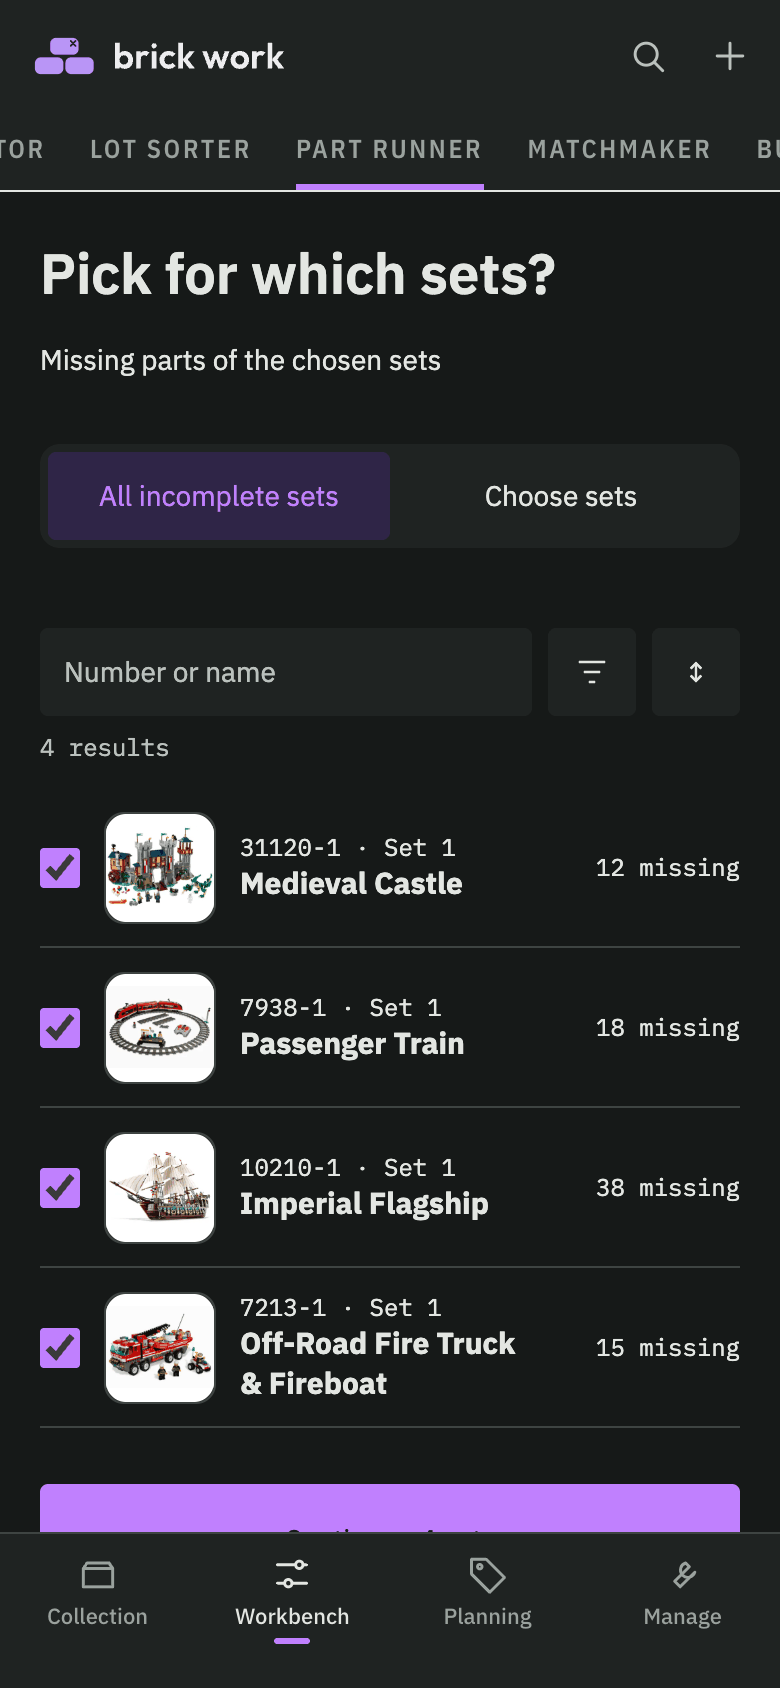 brick work
TOR LOT SORTER PART RUNNER MATCHMAKER
Pick for which sets?
Missing parts of the chosen sets
All incomplete sets Choose sets
Number or name
4 results
31120-1 · Set 1
Medieval Castle
12 missing
7938-1 · Set 1
Passenger Train
18 missing
10210-1 · Set 1
Imperial Flagship
38 missing
7213-1 · Set 1
Off-Road Fire Truck
& Fireboat
15 missing
Collection Workbench Planning Manage